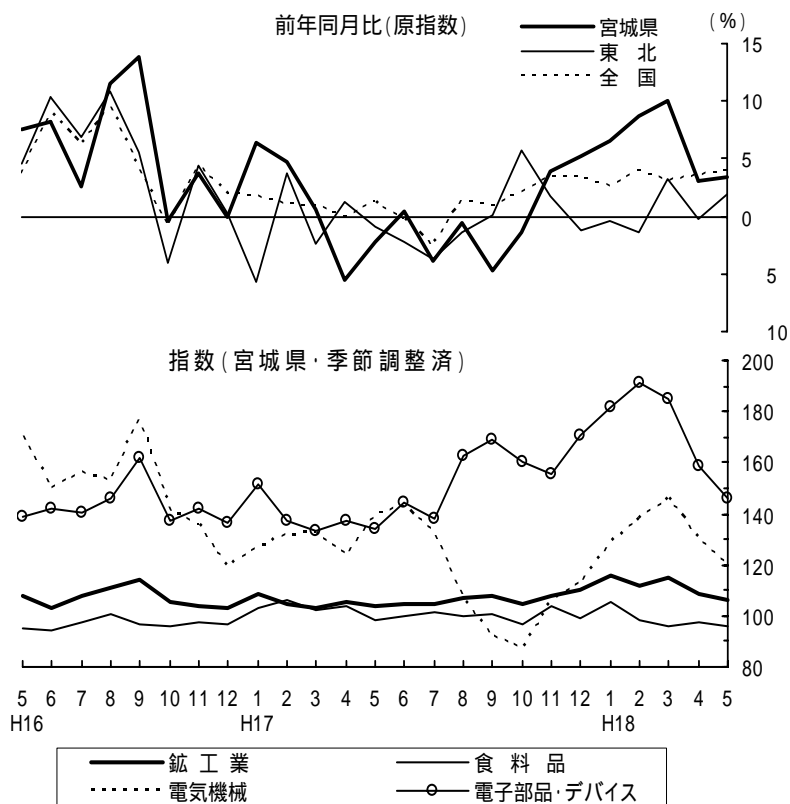 前年同月比(原指数)
(%)
宮城県
東 北
全 国
15
10
5
0
5
10
指数(宮城県・季節調整済)
200
180
160
140
120
100
80
5 6 7 8 9 10 11 12 1 2 3 4 5 6 7 8 9 10 11 12 1 2 3 4 5
H16 H17 H18
鉱 工 業 食 料 品
電気機械 電子部品・デバイス